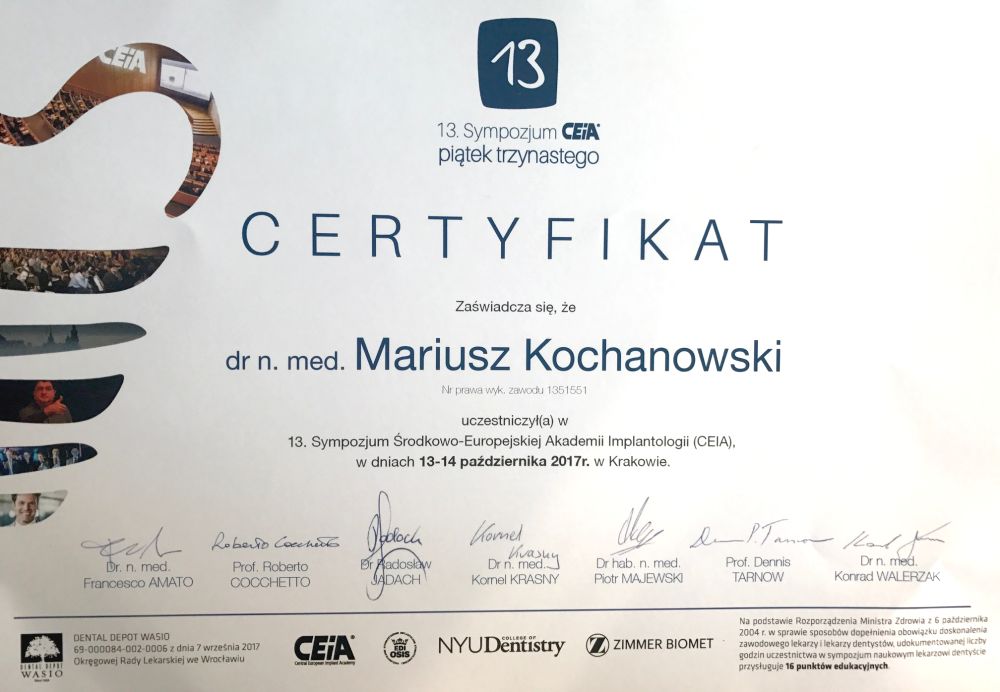 CEiA
13
13. Sympozjum CEiA
piątek trzynastego
CERTYFIKAT
Zaświadcza się, że
dr n. med. Mariusz Kochanowski
Nr prawa wyk. zawodu 1351551
uczestniczył(a) w
13. Sympozjum Środkowo-Europejskiej Akademii Implantologii (CEIA),
w dniach 13-14 października 2017r. w Krakowie.
Roberto Cocchetto
Kornel
Krasny
Dennis P. Tarnow
Dr. n. med.
Francesco AMATO
Prof. Roberto
COCCHETTO
Dr Radosław
JADACH
Dr n. med.
Kornel KRASNY
Dr hab. n. med.
Piotr MAJEWSKI
Prof. Dennis
TARNOW
Dr n. med.
Konrad WALERZAK
DENTAL DEPOT
WASIO
DENTAL DEPOT WASIO
69-000084-002-0006 z dnia 7 września 2017
Okręgowej Rady Lekarskiej we Wrocławiu
CEiA
Central European Implant Academy
EDI
OSIS
NYU COLLEGE OF Dentistry
ZIMMER BIOMET
Na podstawie Rozporządzenia Ministra Zdrowia z 6 października
2004 r. w sprawie sposobów dopełnienia obowiązku doskonalenia
zawodowego lekarzy i lekarzy dentystów, udokumentowanej liczby
godzin uczestnictwa w sympozjum naukowym lekarzowi dentyście
przysługuje 16 punktów edukacyjnych.